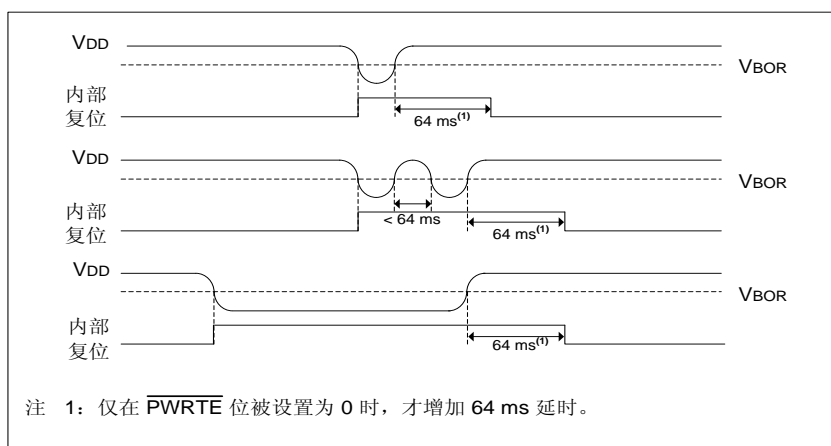 VDD
VBOR
内部
复位
64 ms(1)
VDD
VBOR
内部
复位
< 64 ms
64 ms(1)
VDD
VBOR
内部
复位
64 ms(1)
注 1：仅在 PWRTE 位被设置为 0 时，才增加 64 ms 延时。